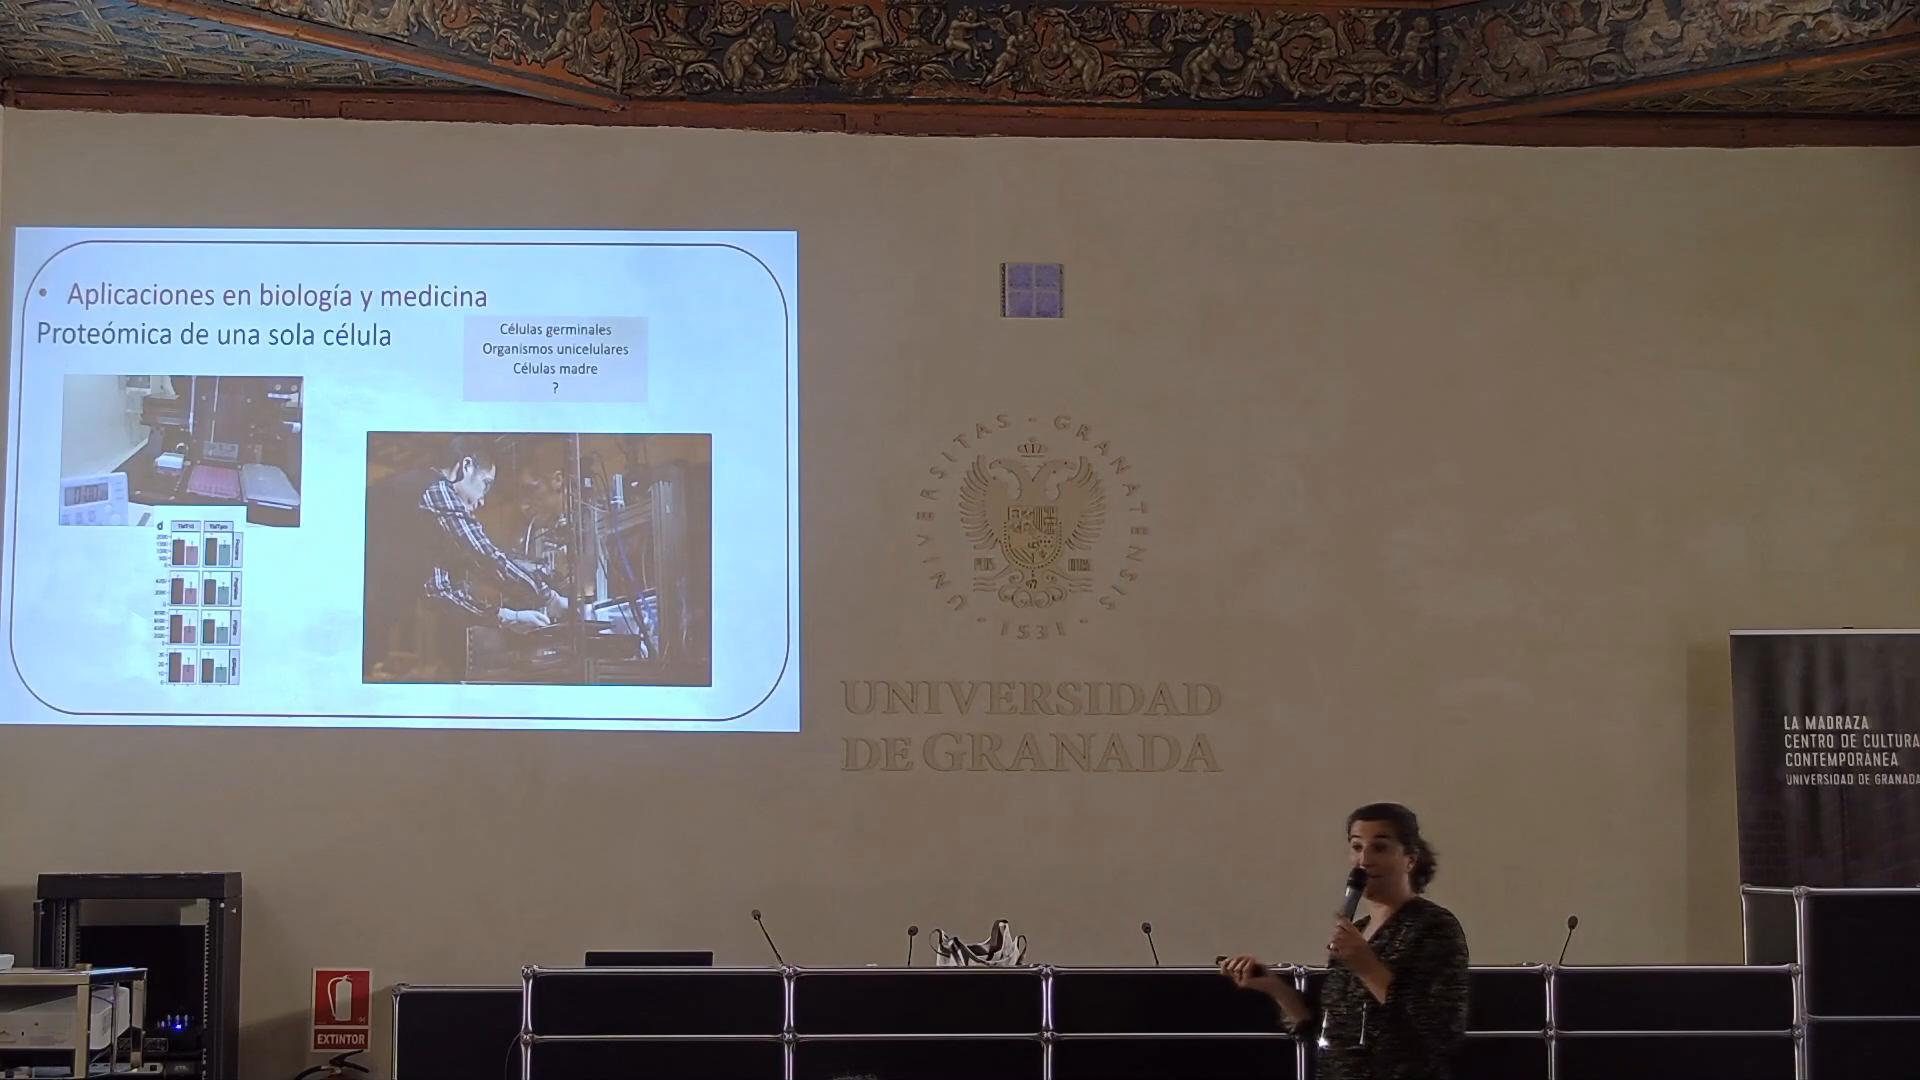 • Aplicaciones en biología y medicina
Proteómica de una sola célula
Células germinales
Organismos unicelulares
Células madre
?
d
UNIVERSITAS · GRANATENSIS
· 1531 ·
UNIVERSIDAD
DE GRANADA
LA MADRAZA
CENTRO DE CULTURA
CONTEMPORÁNEA
UNIVERSIDAD DE GRANADA
EXTINTOR